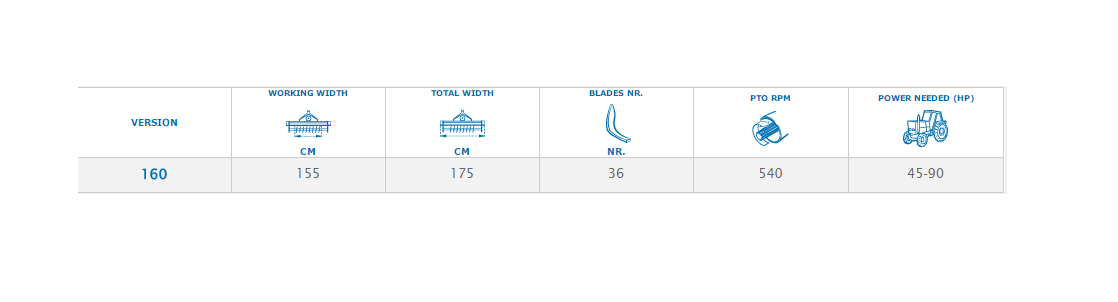 WORKING WIDTH
TOTAL WIDTH
BLADES NR.
PTO RPM
POWER NEEDED (HP)
VERSION
CM
CM
NR.
160
155
175
36
540
45-90